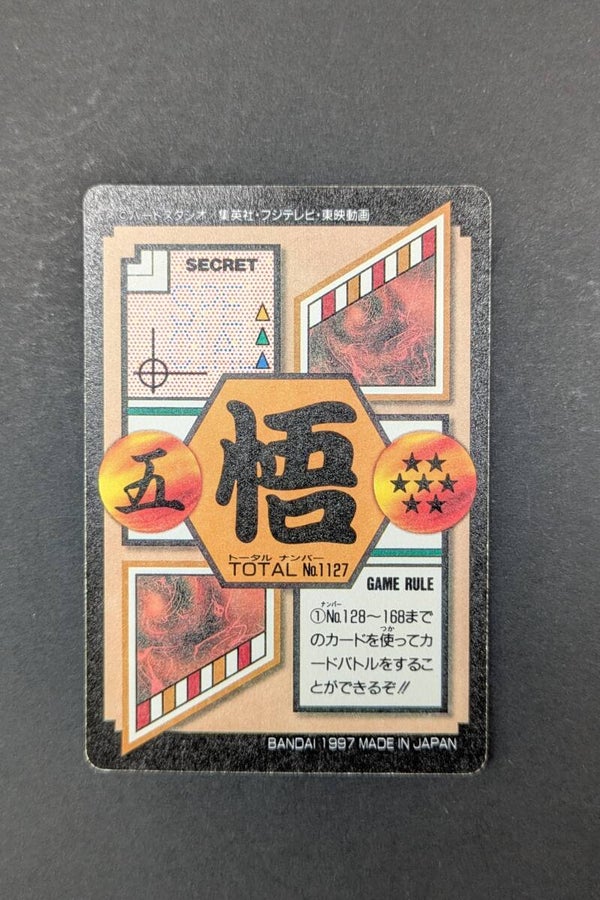 バードスタジオ／集英社・フジテレビ・東映動画
SECRET
悟
五
トータル ナンバー
TOTAL No.1127
GAME RULE
ナンバー
①No.128〜168まで
のカードを使ってカ
つか
ードバトルをするこ
とができるぞ!!
BANDAI 1997 MADE IN JAPAN